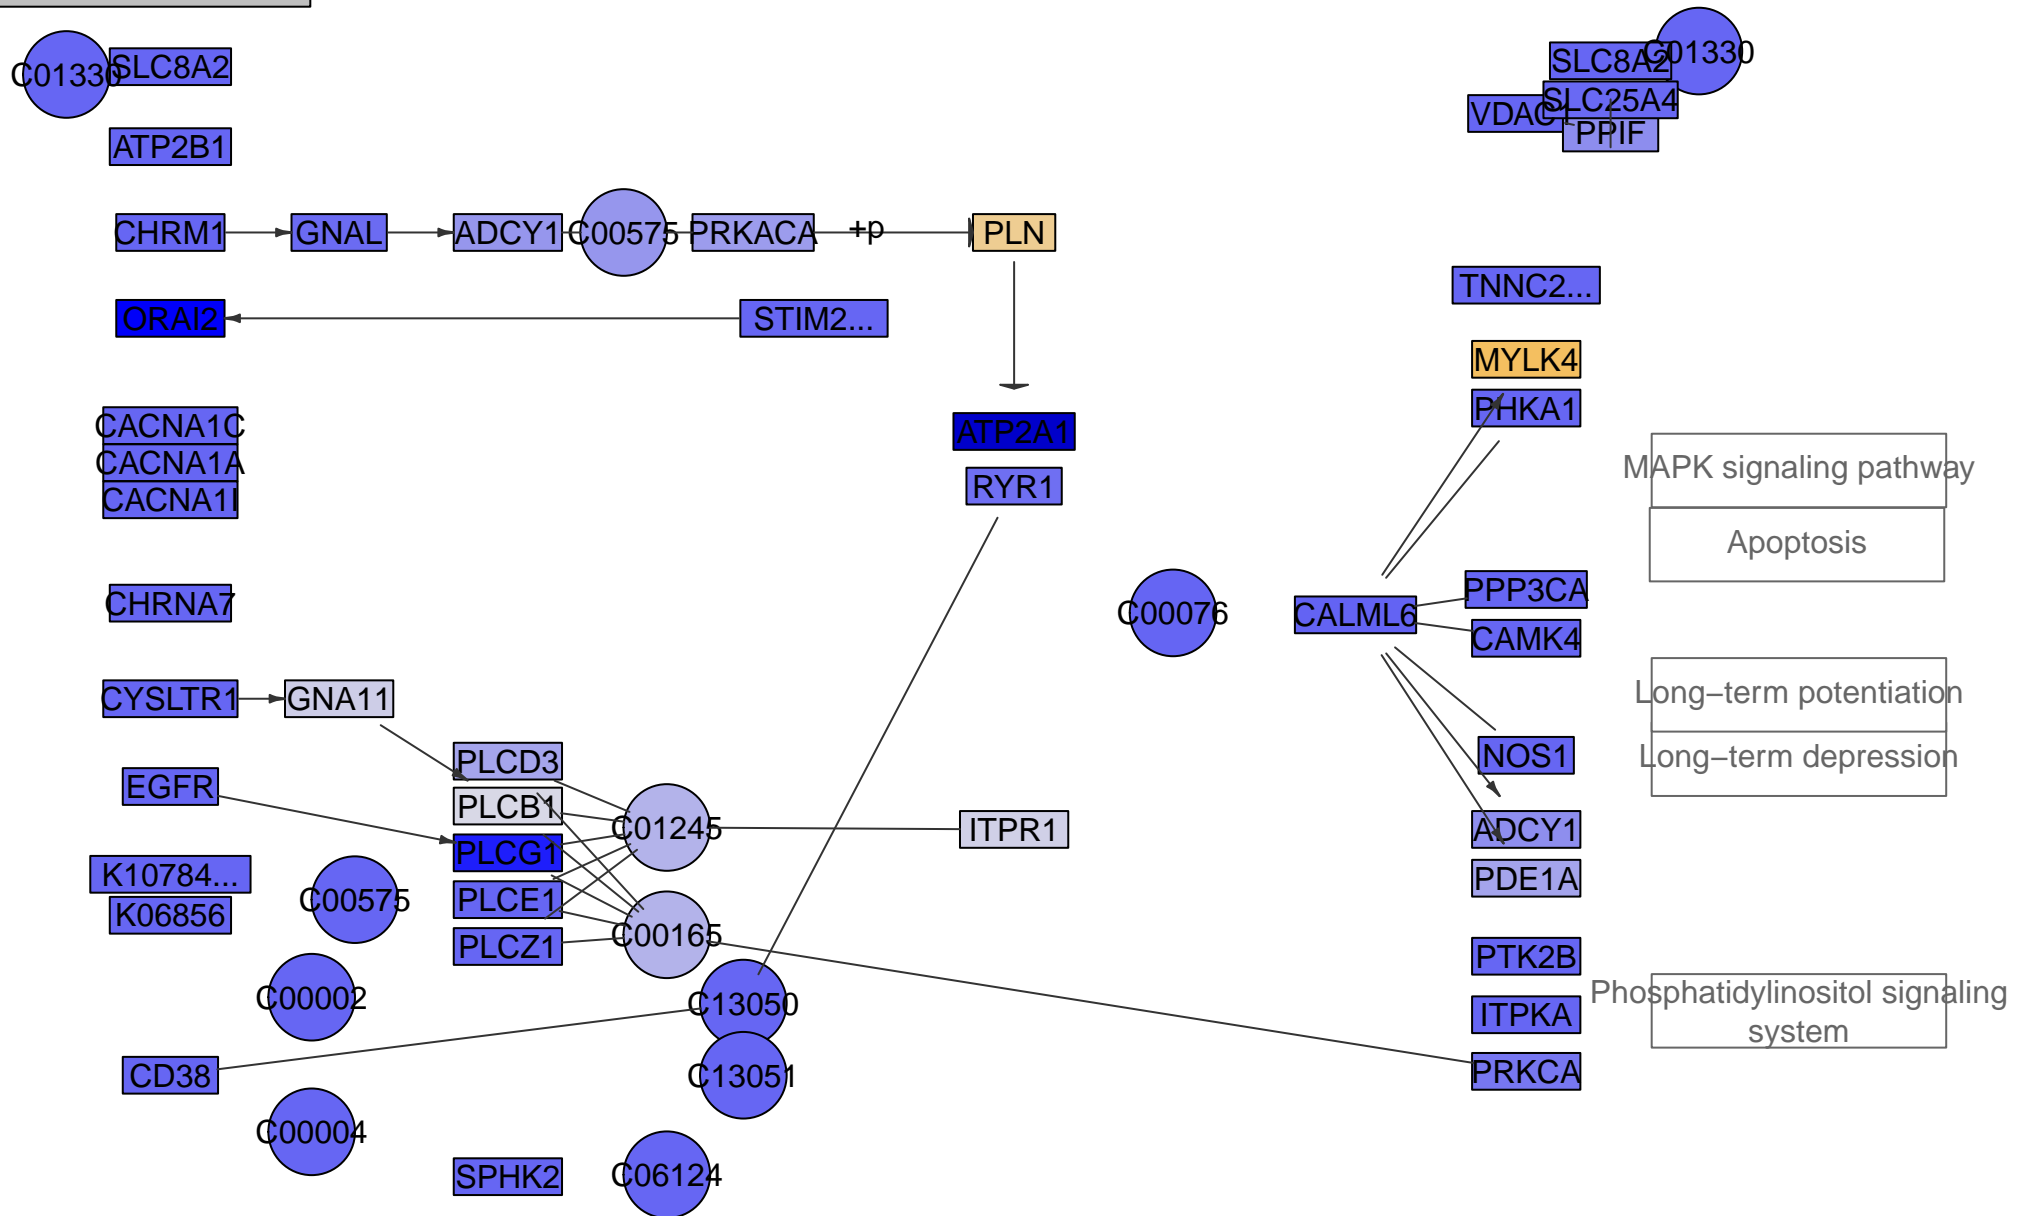 C01330
SLC8A2
SLC8A2
C01330
SLC25A4
VDAC1
PPIF
ATP2B1
CHRM1
GNAL
ADCY1
C00575
PRKACA
+p
PLN
TNNC2...
ORAI2
STIM2...
MYLK4
PHKA1
CACNA1C
CACNA1A
CACNA1I
ATP2A1
RYR1
MAPK signaling pathway
Apoptosis
CHRNA7
C00076
CALML6
PPP3CA
CAMK4
CYSLTR1
GNA11
Long–term potentiation
Long–term depression
NOS1
EGFR
PLCD3
PLCB1
PLCG1
PLCE1
PLCZ1
C01245
C00165
ITPR1
ADCY1
PDE1A
K10784...
K06856
C00575
C00002
C13050
C13051
PTK2B
ITPKA
PRKCA
Phosphatidylinositol signaling
system
CD38
C00004
SPHK2
C06124